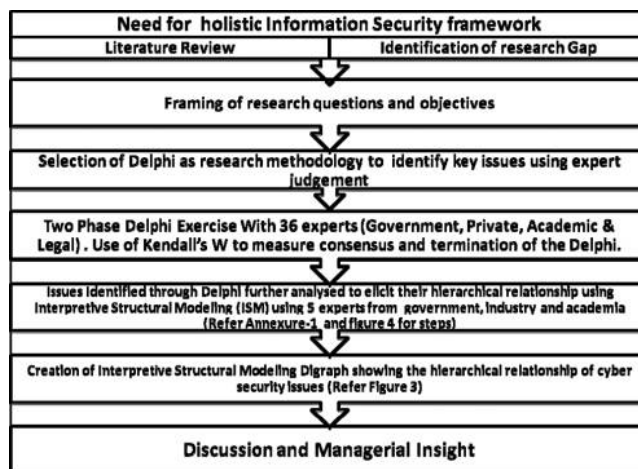 Need for holistic Information Security framework
Literature Review
Identification of research Gap
Framing of research questions and objectives
Selection of Delphi as research methodology to identify key issues using expert
judgement
Two Phase Delphi Exercise With 36 experts (Government, Private, Academic &
Legal) . Use of Kendall's W to measure consensus and termination of the Delphi.
Issues Identified through Delphi further analysed to elicit their hierarchical relationship using
Interpretive Structural Modeling (ISM) using 5 experts from government, industry and academia
(Refer Annexure-1 and figure 4 for steps)
Creation of Interpretive Structural Modeling Digraph showing the hierarchical relationship of cyber
security issues (Refer Figure 3)
Discussion and Managerial Insight